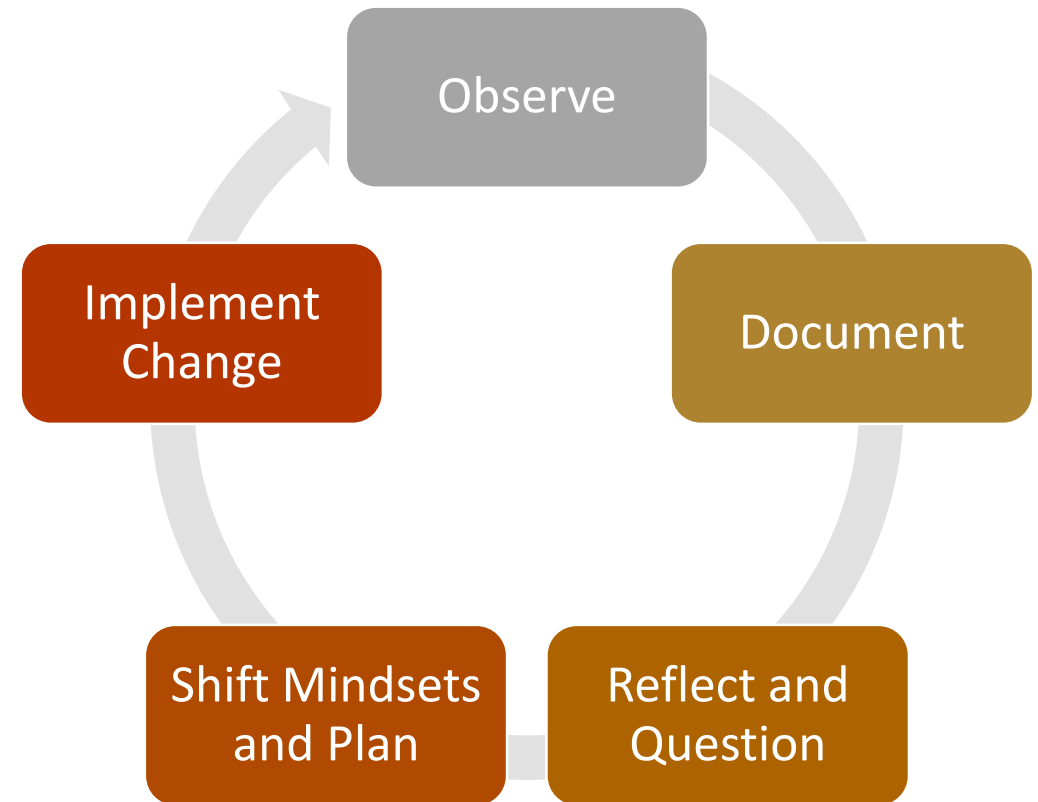 Observe
Document
Reflect and
Question
Shift Mindsets
and Plan
Implement
Change